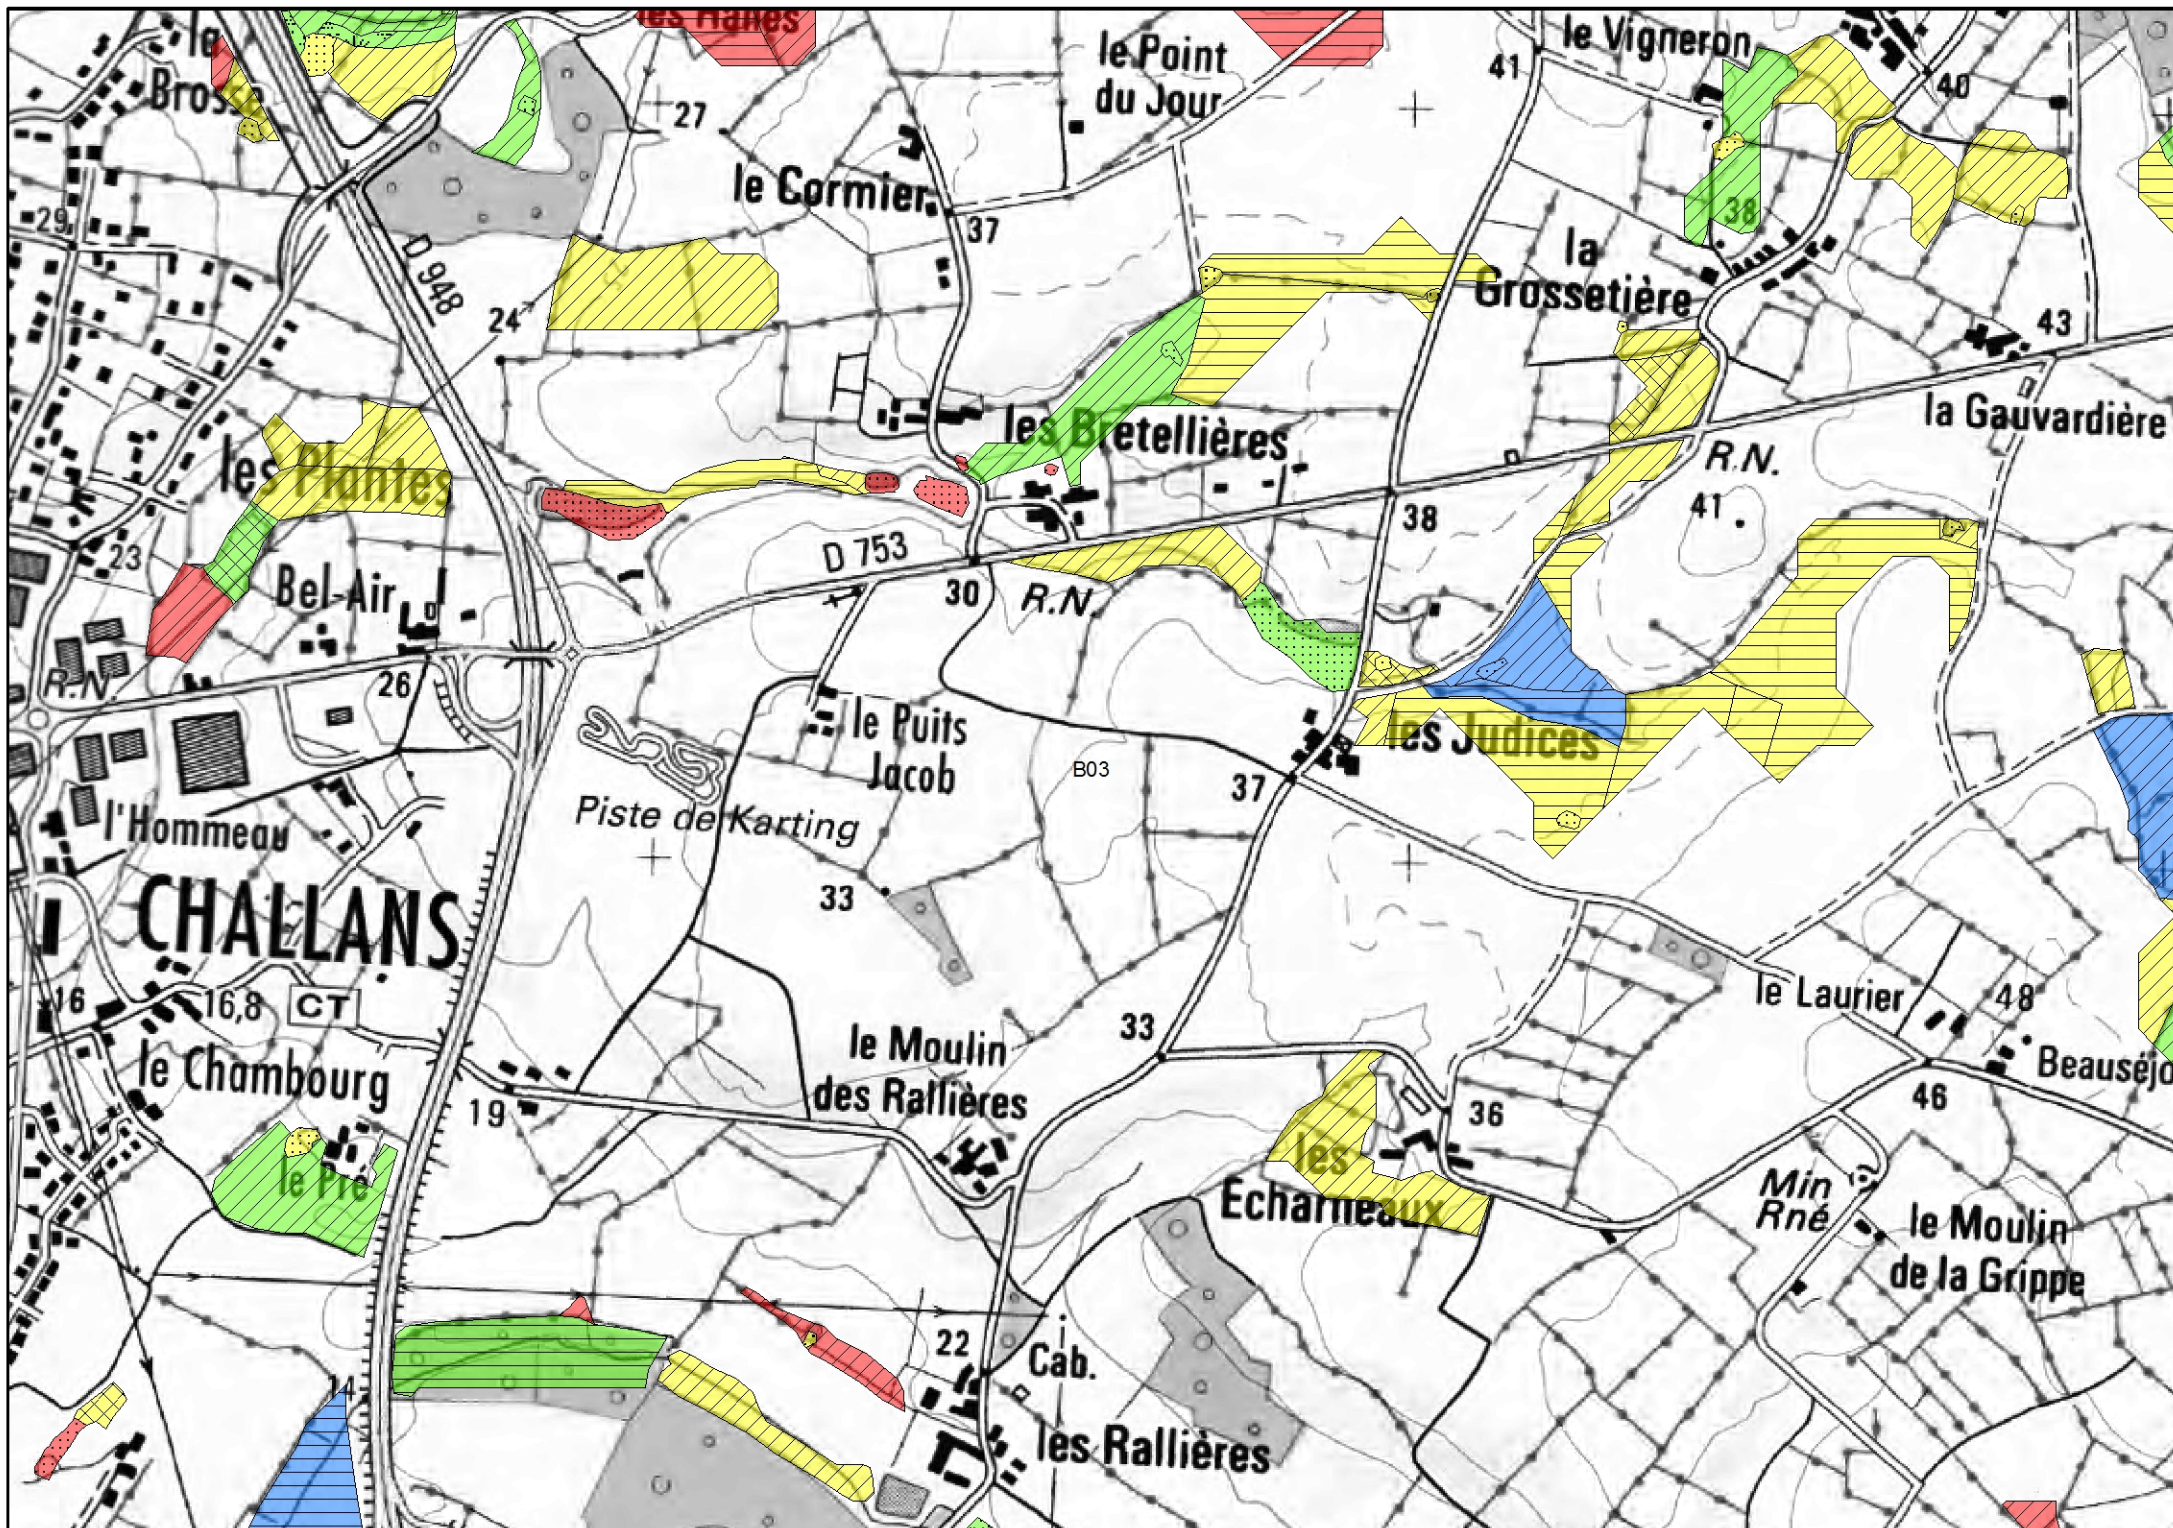 la
Brosse
les Halles
le Point
du Jour
41
le Vigneron
40
27
le Cormier
37
29
38
D 948
24
la
Grossetière
43
les Bretellières
la Gauvardière
les Plantes
R.N.
41
38
23
D 753
Bel-Air
30
R.N.
R.N.
26
le Puits
Jacob
les Judices
B03
37
Piste de Karting
l'Hommeau
33
CHALLANS
16
16,8
CT
le Laurier
48
33
le Moulin
des Rallières
le Chambourg
Beauséjo
46
19
36
les
Echarneaux
le Pré
Min
Rné
le Moulin
de la Grippe
22
Cab.
14
les Rallières